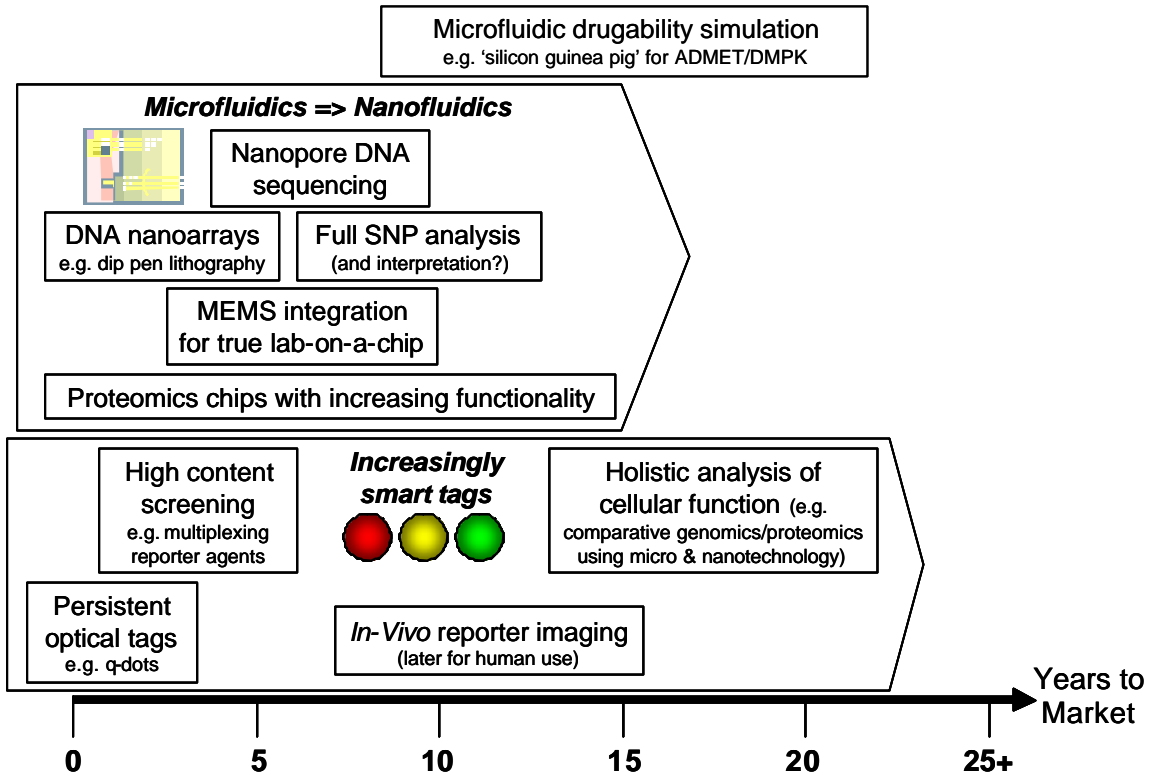 Microfluidic drugability simulation
e.g. ‘silicon guinea pig’ for ADMET/DMPK
Microfluidics => Nanofluidics
Nanopore DNA
sequencing
DNA nanoarrays
e.g. dip pen lithography
Full SNP analysis
(and interpretation?)
MEMS integration
for true lab-on-a-chip
Proteomics chips with increasing functionality
High content
screening
e.g. multiplexing
reporter agents
Increasingly
smart tags
Holistic analysis of
cellular function (e.g.
comparative genomics/proteomics
using micro & nanotechnology)
Persistent
optical tags
e.g. q-dots
In-Vivo reporter imaging
(later for human use)
Years to
Market
0 5 10 15 20 25+